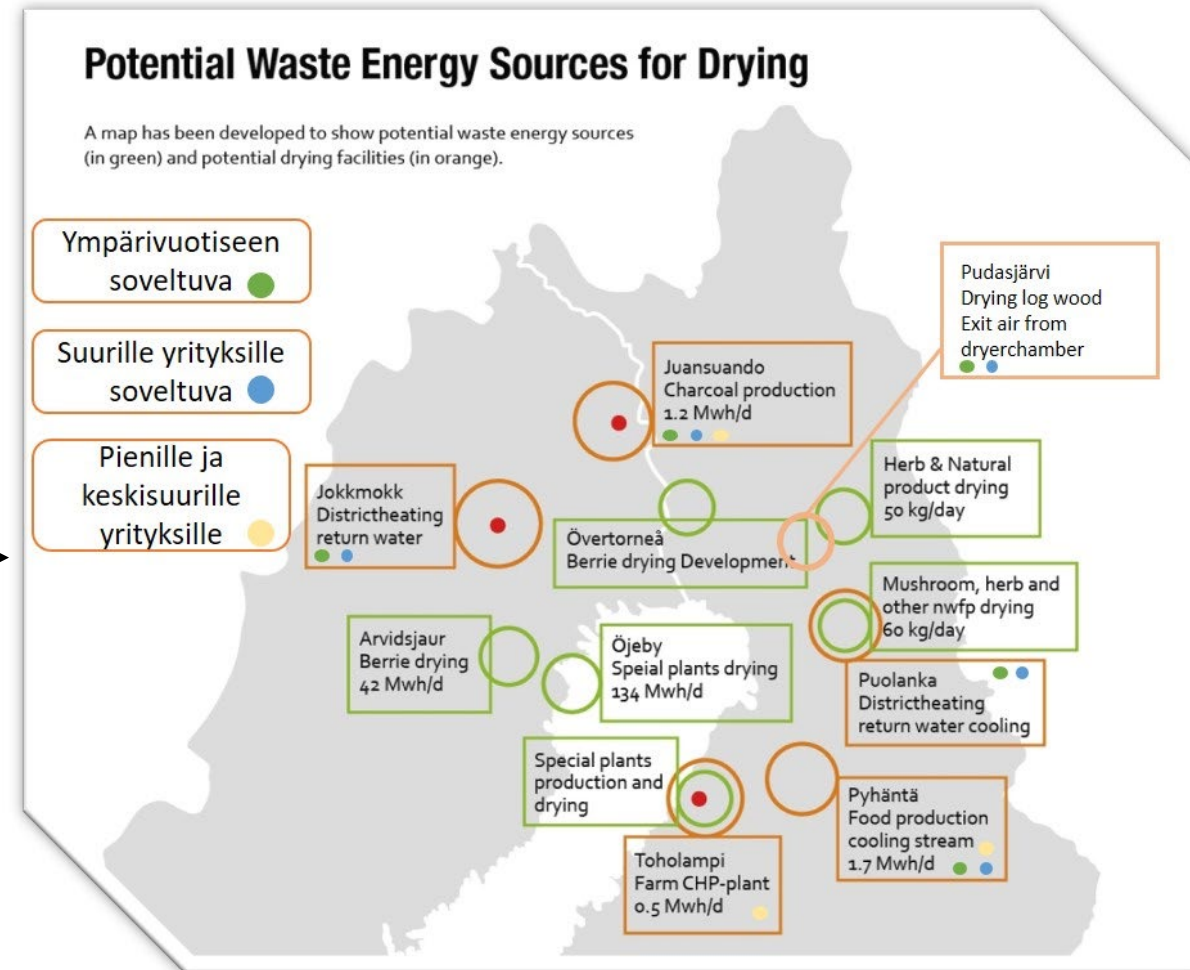 Potential Waste Energy Sources for Drying
A map has been developed to show potential waste energy sources
(in green) and potential drying facilities (in orange).
Ympärivuotiseen
soveltuva
Suurille yrityksille
soveltuva
Pienille ja
keskisuurille
yrityksille
Pudasjärvi
Drying log wood
Exit air from
dryerchamber
Juansuando
Charcoal production
1.2 Mwh/d
Herb & Natural
product drying
50 kg/day
Jokkmokk
Districtheating
return water
Övertorneå
Berrie drying Development
Mushroom, herb and
other nwfp drying
60 kg/day
Arvidsjaur
Berrie drying
42 Mwh/d
Öjeby
Speial plants drying
134 Mwh/d
Puolanka
Districtheating
return water cooling
Special plants
production and
drying
Pyhäntä
Food production
cooling stream
1.7 Mwh/d
Toholampi
Farm CHP-plant
0.5 Mwh/d